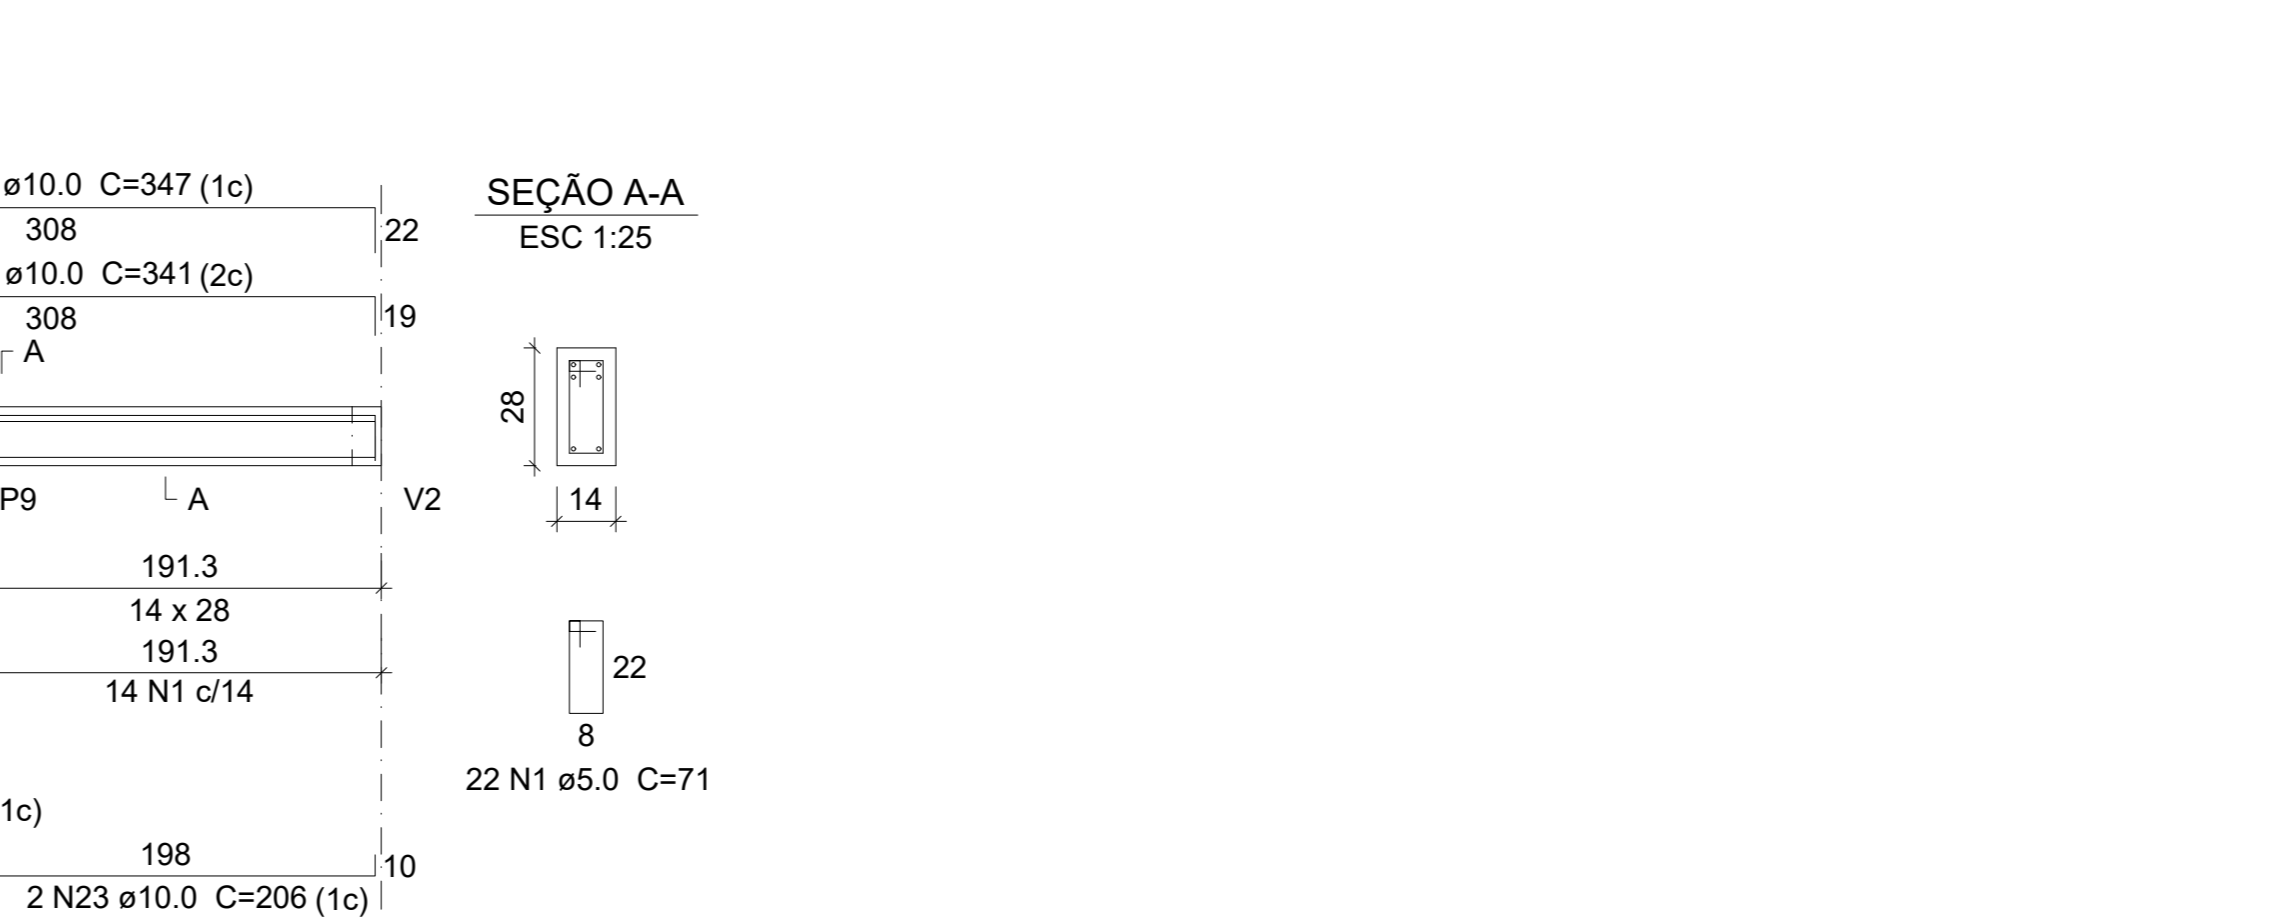 ø10.0 C=347 (1c)
308
22
ø10.0 C=341 (2c)
308
19
A
P9
A
V2
191.3
14 x 28
191.3
14 N1 c/14
1c)
198
10
2 N23 ø10.0 C=206 (1c)
SEÇÃO A-A
ESC 1:25
28
14
22
8
22 N1 ø5.0 C=71